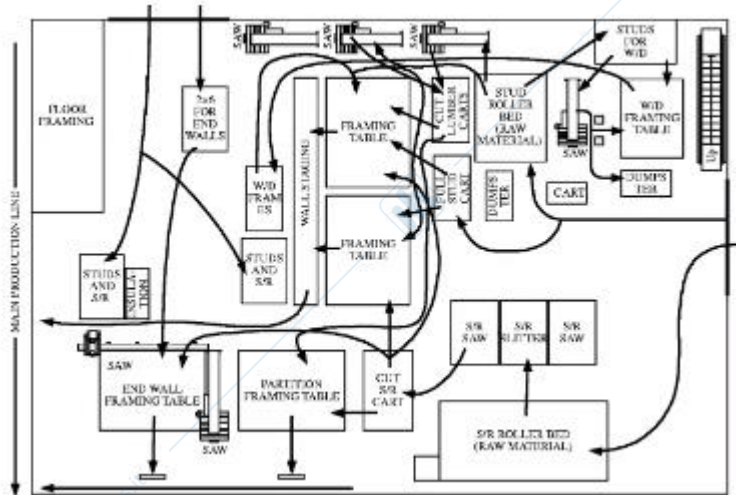 MAIN PRODUCTION LINE
FLOOR
FRAMING
2x6
FOR
END
WALLS
SAW
SAW
SAW
STUDS
FOR
W/D
CUT
LUMBER
CARTS
STUD
ROLLER
BED
(RAW
MATERIAL)
SAW
W/D
FRAMING
TABLE
Up
FRAMING
TABLE
WALL STAGING
W/D
FRAM
ES
FULL
STUD
CART
DUMPS
TER
CART
DUMPS
TER
STUDS
AND
S/R
FRAMING
TABLE
STUDS
AND
S/R
INSULA
TION
S/R
SAW
S/R
SLITTER
S/R
SAW
SAW
END WALL
FRAMING TABLE
SAW
PARTITION
FRAMING TABLE
CUT
S/R
CART
S/R ROLLER BED
(RAW MATERIAL)